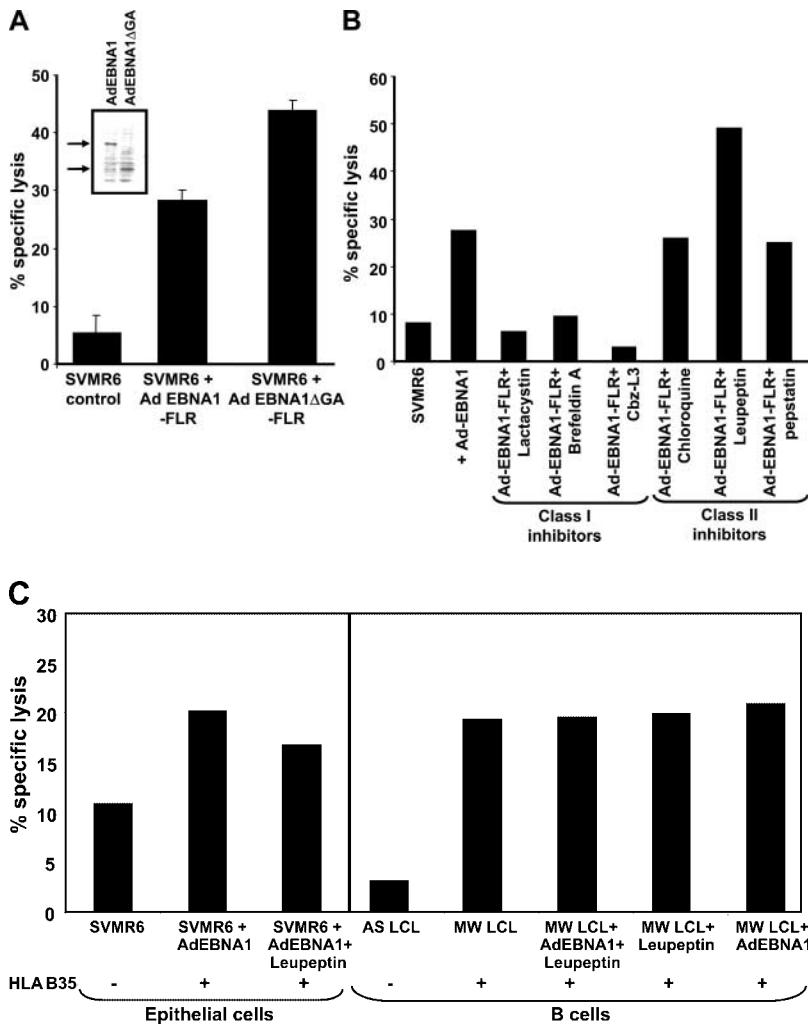 A
AdEBNA1
AdEBNA1ΔGA
50
40
30
20
10
0
% specific lysis
SVMR6
control
SVMR6 +
Ad EBNA1
-FLR
SVMR6 +
Ad EBNA1ΔGA
-FLR
B
60
50
40
30
20
10
0
% specific lysis
SVMR6
+ Ad-EBNA1
Ad-EBNA1-FLR+
Lactacystin
Ad-EBNA1-FLR+
Brefeldin A
Ad-EBNA1-FLR+
Cbz-L3
Ad-EBNA1-FLR+
Chloroquine
Ad-EBNA1-FLR+
Leupeptin
Ad-EBNA1-FLR+
pepstatin
Class I
inhibitors
Class II
inhibitors
C
30
25
20
15
10
5
0
% specific lysis
SVMR6
SVMR6 +
AdEBNA1
SVMR6 +
AdEBNA1+
Leupeptin
AS LCL
MW LCL
MW LCL+
AdEBNA1+
Leupeptin
MW LCL+
Leupeptin
MW LCL+
AdEBNA1
HLA B35 - + + - + + + +
Epithelial cells
B cells